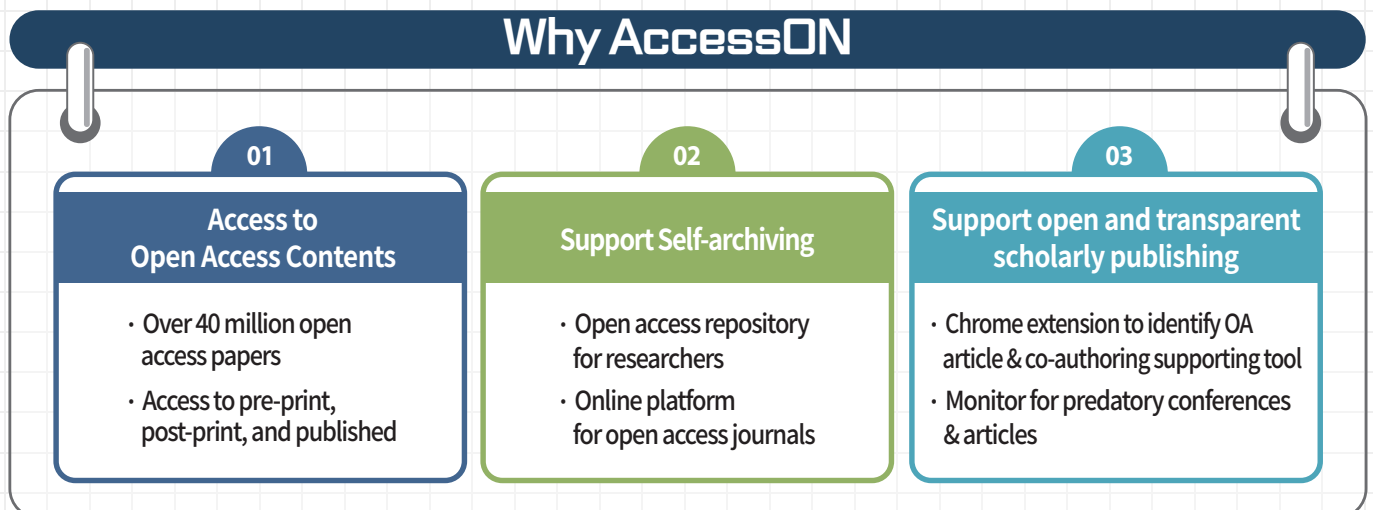 Why AccessON
01
Access to
Open Access Contents
· Over 40 million open
access papers
· Access to pre-print,
post-print, and published
02
Support Self-archiving
· Open access repository
for researchers
· Online platform
for open access journals
03
Support open and transparent
scholarly publishing
· Chrome extension to identify OA
article & co-authoring supporting tool
· Monitor for predatory conferences
& articles